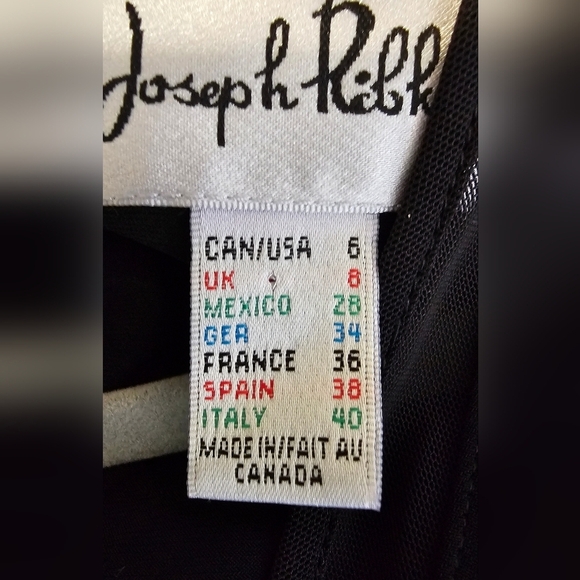 Joseph Ribk
CAN/USA 6
UK 8
MEXICO 28
GER 34
FRANCE 36
SPAIN 38
ITALY 40
MADE IN/FAIT AU
CANADA